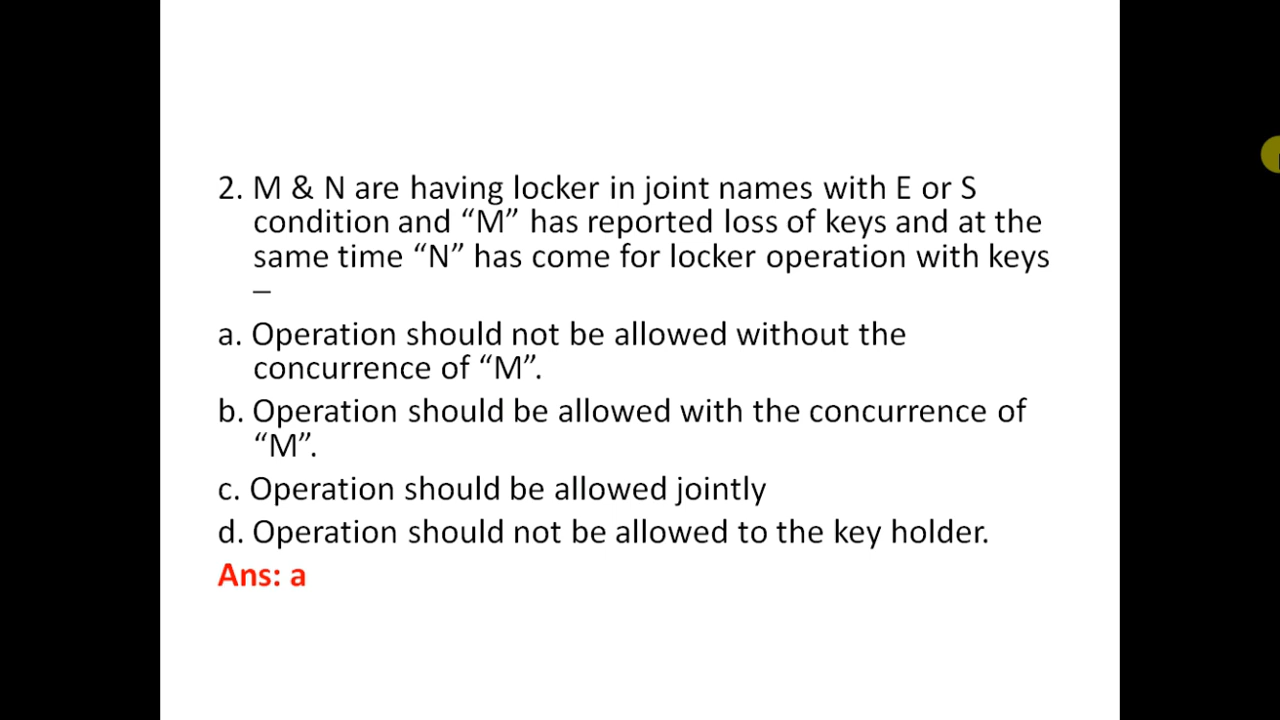 2. M & N are having locker in joint names with E or S
condition and “M” has reported loss of keys and at the
same time “N” has come for locker operation with keys
–
a. Operation should not be allowed without the
concurrence of “M”.
b. Operation should be allowed with the concurrence of
“M”.
c. Operation should be allowed jointly
d. Operation should not be allowed to the key holder.
Ans: a